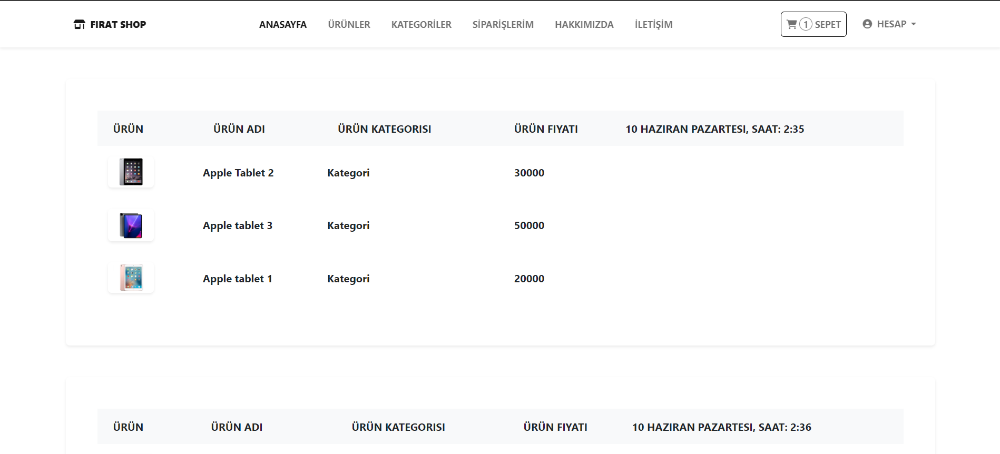 FIRAT SHOP ANASAYFA ÜRÜNLER KATEGORİLER SİPARİŞLERİM HAKKIMIZDA İLETİŞİM 1 SEPET HESAP
ÜRÜN ÜRÜN ADI ÜRÜN KATEGORISI ÜRÜN FIYATI 10 HAZIRAN PAZARTESI, SAAT: 2:35
Apple Tablet 2 Kategori 30000
Apple tablet 3 Kategori 50000
Apple tablet 1 Kategori 20000
ÜRÜN ÜRÜN ADI ÜRÜN KATEGORISI ÜRÜN FIYATI 10 HAZIRAN PAZARTESI, SAAT: 2:36